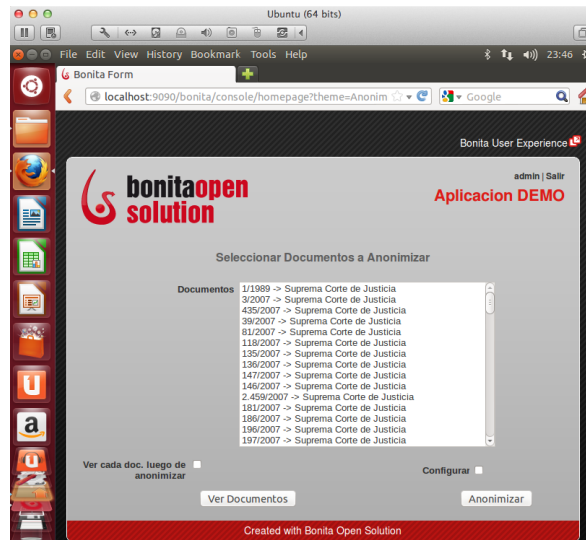 Ubuntu (64 bits)
File Edit View History Bookmark Tools Help
23:46
Bonita Form
localhost:9090/bonita/console/homepage?theme=Anonim
Google
Bonita User Experience
admin | Salir
bonitaopen
solution
Aplicacion DEMO
Seleccionar Documentos a Anonimizar
Documentos
1/1989 -> Suprema Corte de Justicia
3/2007 -> Suprema Corte de Justicia
435/2007 -> Suprema Corte de Justicia
39/2007 -> Suprema Corte de Justicia
81/2007 -> Suprema Corte de Justicia
118/2007 -> Suprema Corte de Justicia
135/2007 -> Suprema Corte de Justicia
136/2007 -> Suprema Corte de Justicia
147/2007 -> Suprema Corte de Justicia
146/2007 -> Suprema Corte de Justicia
2.459/2007 -> Suprema Corte de Justicia
181/2007 -> Suprema Corte de Justicia
186/2007 -> Suprema Corte de Justicia
196/2007 -> Suprema Corte de Justicia
197/2007 -> Suprema Corte de Justicia
Ver cada doc. luego de
anonimizar
Configurar
Ver Documentos
Anonimizar
Created with Bonita Open Solution